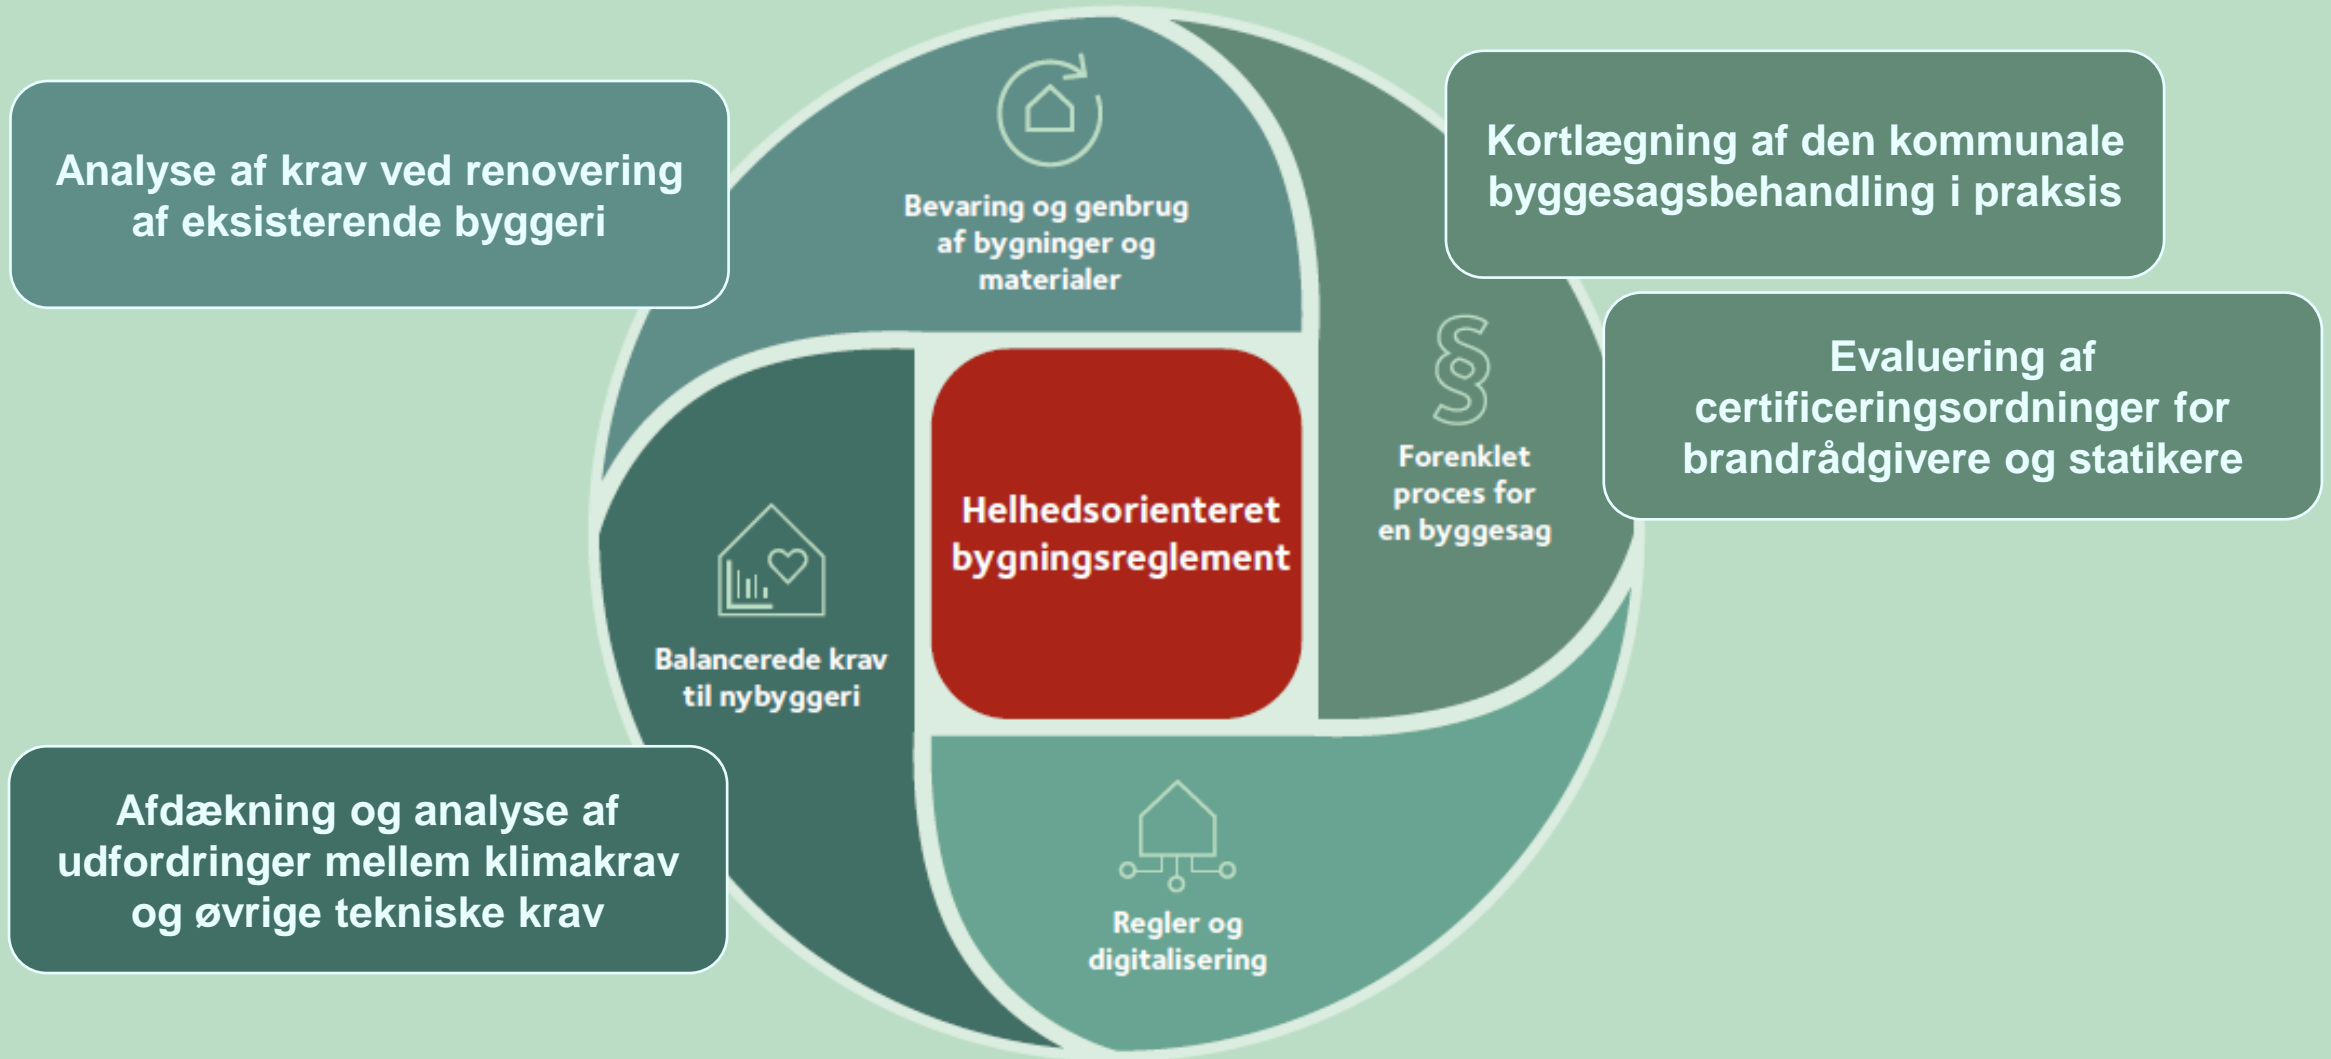 Analyse af krav ved renovering
af eksisterende byggeri
Bevaring og genbrug
af bygninger og
materialer
Kortlægning af den kommunale
byggesagsbehandling i praksis
Evaluering af
certificeringsordninger for
brandrådgivere og statikere
§
Forenklet
proces for
en byggesag
Helhedsorienteret
bygningsreglement
Balancerede krav
til nybyggeri
Afdækning og analyse af
udfordringer mellem klimakrav
og øvrige tekniske krav
Regler og
digitalisering